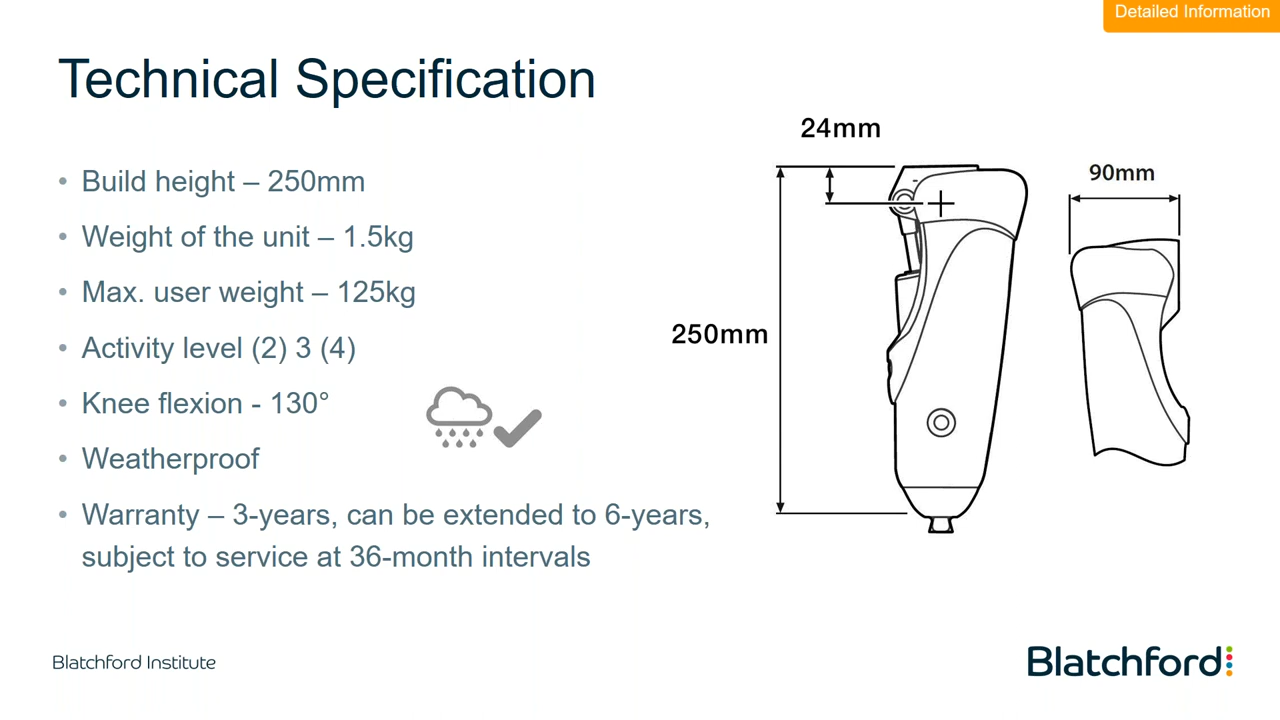 Detailed Information
Technical Specification
• Build height – 250mm
• Weight of the unit – 1.5kg
• Max. user weight – 125kg
• Activity level (2) 3 (4)
• Knee flexion - 130°
• Weatherproof
• Warranty – 3-years, can be extended to 6-years,
subject to service at 36-month intervals
24mm
90mm
250mm
Blatchford Institute
Blatchford